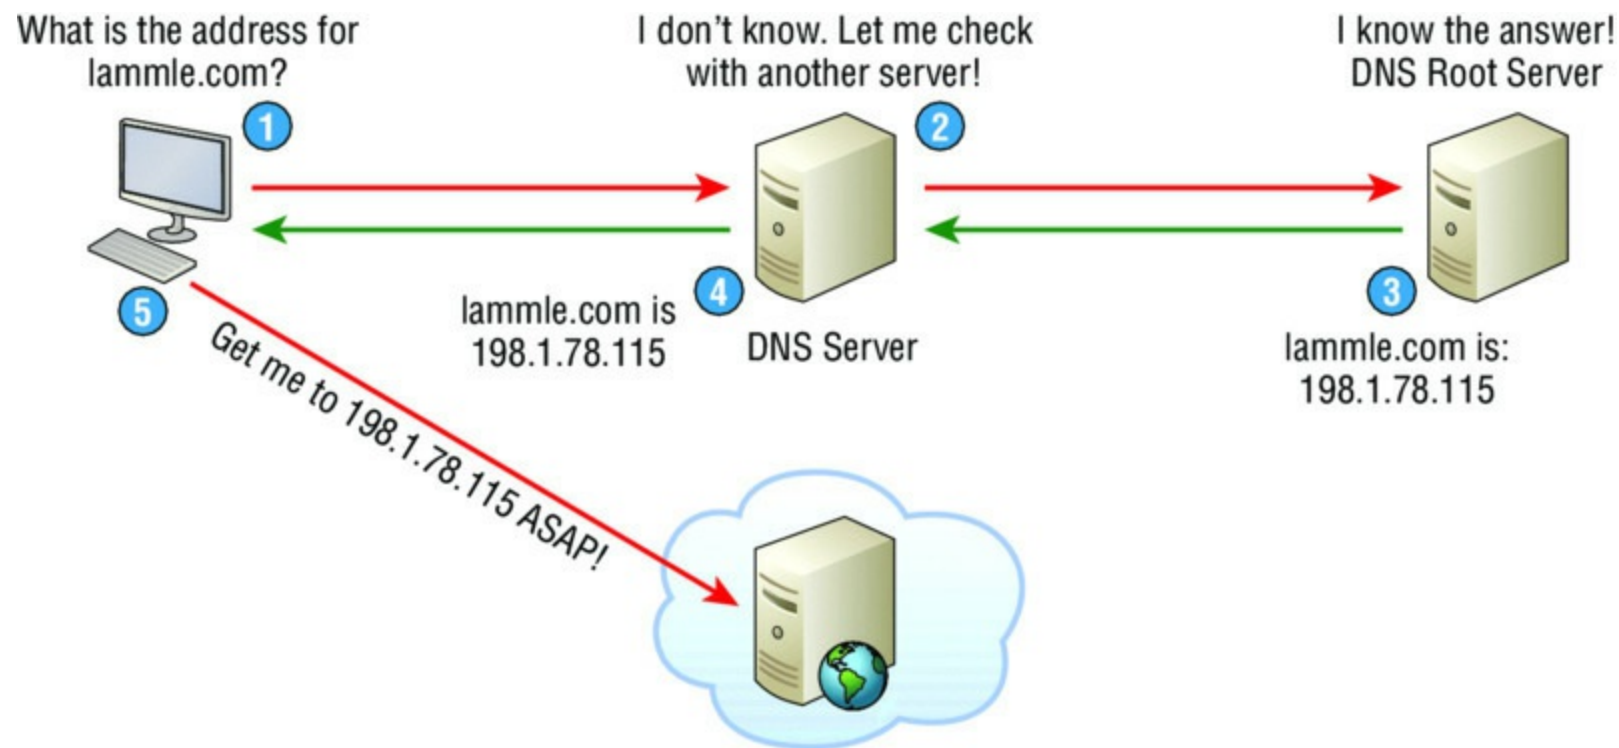 What is the address for
lammle.com?
1
I don't know. Let me check
with another server!
2
I know the answer!
DNS Root Server
3
lammle.com is:
198.1.78.115
4
lammle.com is
198.1.78.115
DNS Server
5
Get me to 198.1.78.115 ASAP!